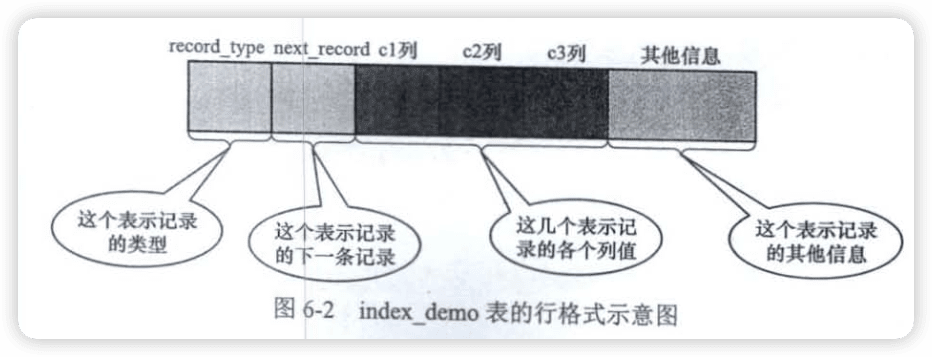 record_type next_record c1列 c2列 c3列 其他信息
这个表示记录
的类型
这个表示记录
的下一条记录
这几个表示记
录的各个列值
这个表示记录
的其他信息
图 6-2 index_demo 表的行格式示意图